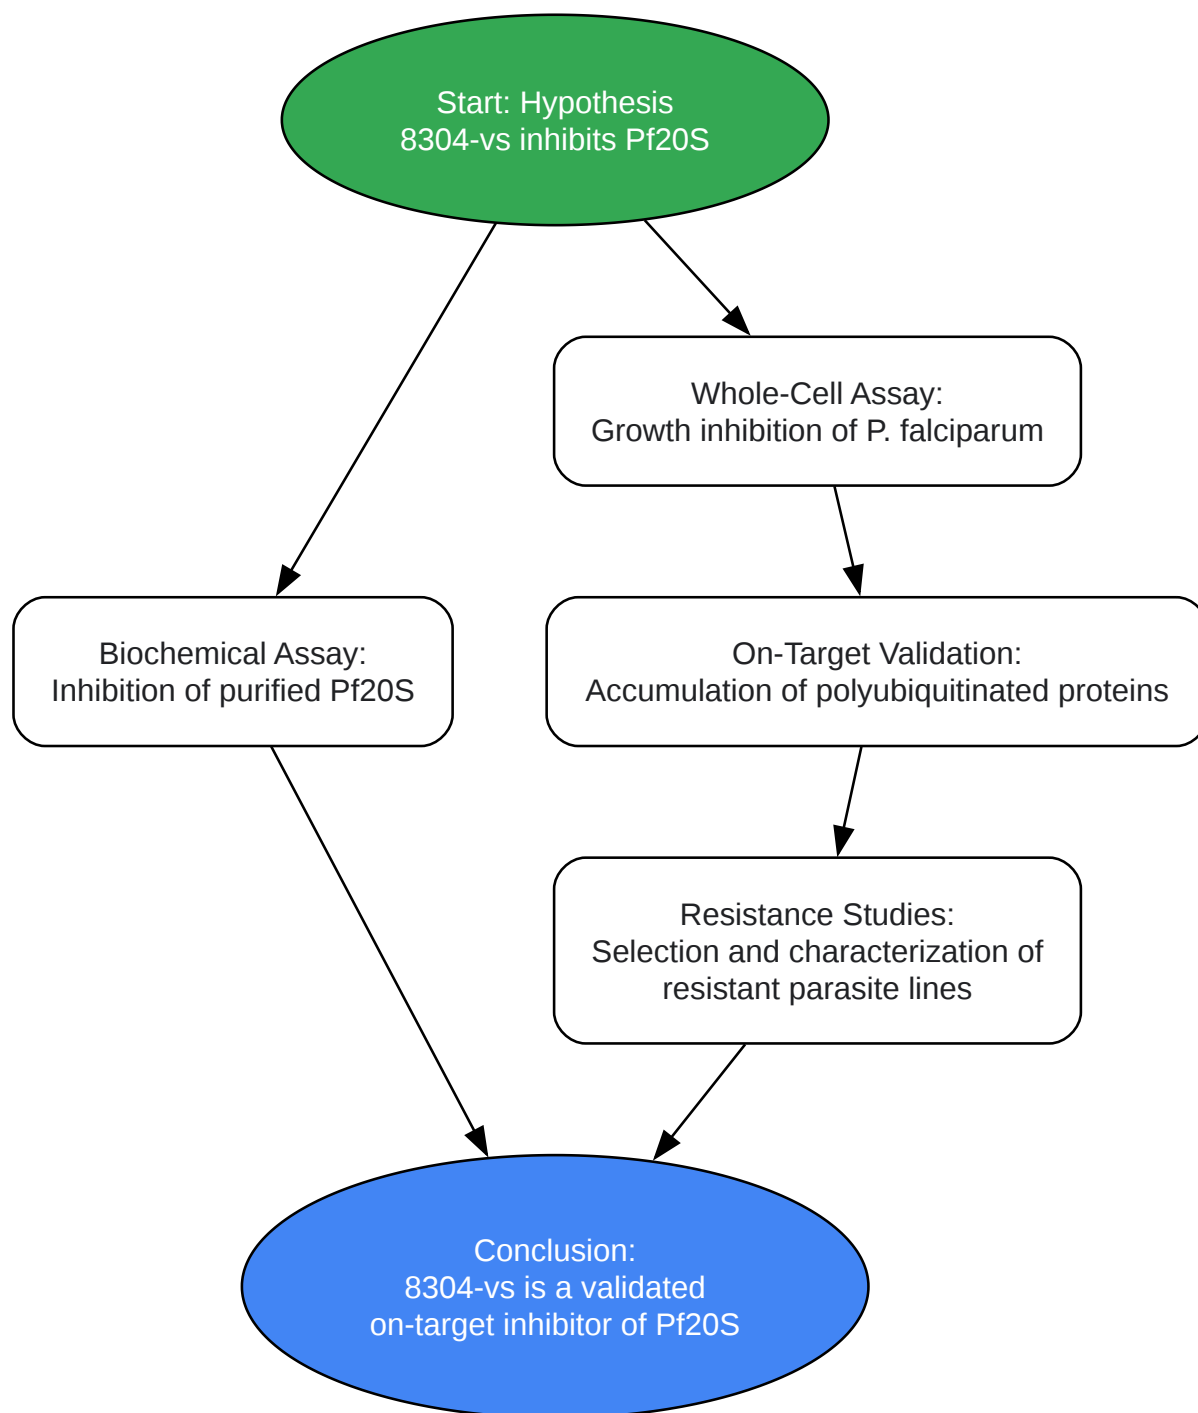 Start: Hypothesis
8304-vs inhibits Pf20S
Whole-Cell Assay:
Growth inhibition of P. falciparum
Biochemical Assay:
Inhibition of purified Pf20S
On-Target Validation:
Accumulation of polyubiquitinated proteins
Resistance Studies:
Selection and characterization of
resistant parasite lines
Conclusion:
8304-vs is a validated
on-target inhibitor of Pf20S